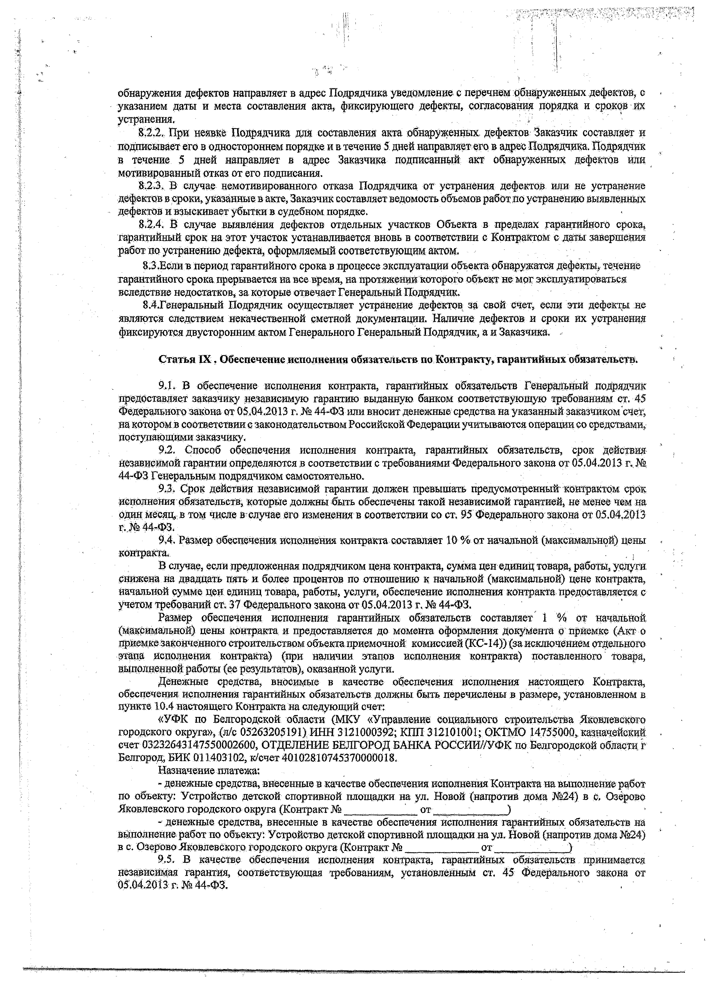 обнаружения дефектов направляет в адрес Подрядчика уведомление с перечнем обнаруженных дефектов, с
указанием даты и места составления акта, фиксирующего дефекты, согласования порядка и сроков их
устранения.
8.2.2. При неявке Подрядчика для составления акта обнаруженных дефектов Заказчик составляет и
подписывает его в одностороннем порядке и в течение 5 дней направляет его в адрес Подрядчика. Подрядчик
в течение 5 дней направляет в адрес Заказчика подписанный акт обнаруженных дефектов или
мотивированный отказ от его подписания.
8.2.3. В случае немотивированного отказа Подрядчика от устранения дефектов или не устранение
дефектов в сроки, указанные в акте, Заказчик составляет ведомость объемов работ по устранению выявленных
дефектов и взыскивает убытки в судебном порядке.
8.2.4. В случае выявления дефектов отдельных участков Объекта в пределах гарантийного срока,
гарантийный срок на этот участок устанавливается вновь в соответствии с Контрактом с даты завершения
работ по устранению дефекта, оформляемый соответствующим актом.
8.3.Если в период гарантийного срока в процессе эксплуатации объекта обнаружатся дефекты, течение
гарантийного срока прерывается на все время, на протяжении которого объект не мог эксплуатироваться
вследствие недостатков, за которые отвечает Генеральный Подрядчик.
8.4.Генеральный Подрядчик осуществляет устранение дефектов за свой счет, если эти дефекты не
являются следствием некачественной сметной документации. Наличие дефектов и сроки их устранения
фиксируются двусторонним актом Генерального Генеральный Подрядчик, а и Заказчика.
Статья IX . Обеспечение исполнения обязательств по Контракту, гарантийных обязательств.
9.1. В обеспечение исполнения контракта, гарантийных обязательств Генеральный подрядчик
предоставляет заказчику независимую гарантию выданную банком соответствующую требованиям ст. 45
Федерального закона от 05.04.2013 г. № 44-ФЗ или вносит денежные средства на указанный заказчиком счет,
на котором в соответствии с законодательством Российской Федерации учитываются операции со средствами,
поступающими заказчику.
9.2. Способ обеспечения исполнения контракта, гарантийных обязательств, срок действия
независимой гарантии определяются в соответствии с требованиями Федерального закона от 05.04.2013 г. №
44-ФЗ Генеральным подрядчиком самостоятельно.
9.3. Срок действия независимой гарантии должен превышать предусмотренный контрактом срок
исполнения обязательств, которые должны быть обеспечены такой независимой гарантией, не менее чем на
один месяц, в том числе в случае его изменения в соответствии со ст. 95 Федерального закона от 05.04.2013
г. № 44-ФЗ.
9.4. Размер обеспечения исполнения контракта составляет 10 % от начальной (максимальной) цены
контракта.
В случае, если предложенная подрядчиком цена контракта, сумма цен единиц товара, работы, услуги
снижена на двадцать пять и более процентов по отношению к начальной (максимальной) цене контракта,
начальной сумме цен единиц товара, работы, услуги, обеспечение исполнения контракта предоставляется с
учетом требований ст. 37 Федерального закона от 05.04.2013 г. № 44-ФЗ.
Размер обеспечения исполнения гарантийных обязательств составляет 1 % от начальной
(максимальной) цены контракта и предоставляется до момента оформления документа о приемке (Акт о
приемке законченного строительством объекта приемочной комиссией (КС-14)) (за исключением отдельного
этапа исполнения контракта) (при наличии этапов исполнения контракта) поставленного товара,
выполненной работы (ее результатов), оказанной услуги.
Денежные средства, вносимые в качестве обеспечения исполнения настоящего Контракта,
обеспечения исполнения гарантийных обязательств должны быть перечислены в размере, установленном в
пункте 10.4 настоящего Контракта на следующий счет:
«УФК по Белгородской области (МКУ «Управление социального строительства Яковлевского
городского округа», (л/с 05263205191) ИНН 3121000392; КПП 312101001; ОКТМО 14755000, казначейский
счет 03232643147550002600, ОТДЕЛЕНИЕ БЕЛГОРОД БАНКА РОССИИ//УФК по Белгородской области г
Белгород, БИК 011403102, к/счет 40102810745370000018.
Назначение платежа:
- денежные средства, внесенные в качестве обеспечения исполнения Контракта на выполнение работ
по объекту: Устройство детской спортивной площадки на ул. Новой (напротив дома №24) в с. Озерово
Яковлевского городского округа (Контракт № ______________ от ______________)
- денежные средства, внесенные в качестве обеспечения исполнения гарантийных обязательств на
выполнение работ по объекту: Устройство детской спортивной площадки на ул. Новой (напротив дома №24)
в с. Озерово Яковлевского городского округа (Контракт № ______________ от ______________)
9.5. В качестве обеспечения исполнения контракта, гарантийных обязательств принимается
независимая гарантия, соответствующая требованиям, установленным ст. 45 Федерального закона от
05.04.2013 г. № 44-ФЗ.